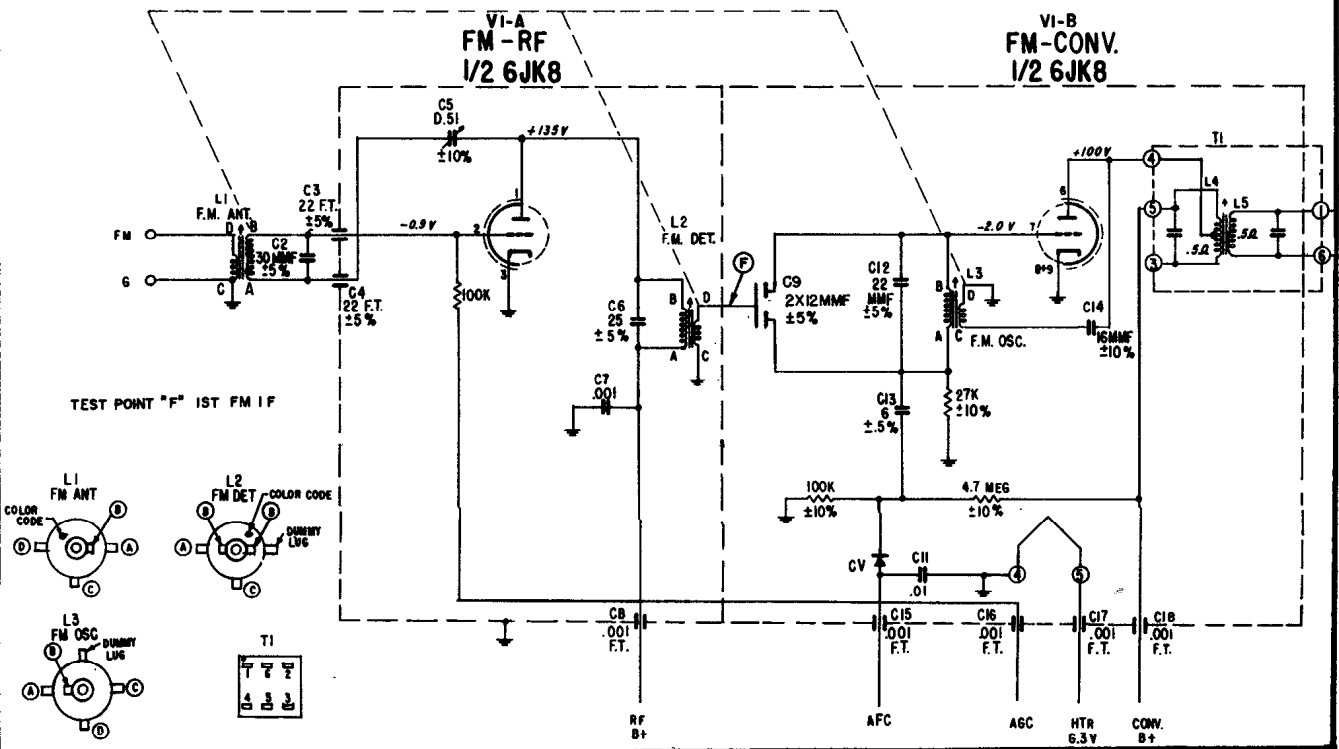 V1-A
FM-RF
1/2 6JK8
V1-B
FM-CONV.
1/2 6JK8
C5
0.51
±10%
+135V
1
2
-0.9V
L1
F.M. ANT.
D
B
C
A
FM
G
C3
22 F.T.
±5%
C2
30 MMF
±5%
C4
22 F.T.
±5%
100K
L2
F.M. DET.
B
D
A
C
C6
25
±5%
C7
.001
F
C9
2X12MMF
±5%
C12
22
MMF
±5%
-2.0V
7
6
8+9
+100V
L3
B
D
A
C
F.M. OSC.
C14
16MMF
±10%
C13
6
±.5%
27K
±10%
T1
4
5
3
L4
L5
.5Ω
.5Ω
1
6
100K
±10%
4.7 MEG
±10%
CV
C11
.01
4
5
C8
.001
F.T.
C15
.001
F.T.
C16
.001
F.T.
C17
.001
F.T.
C18
.001
F.T.
RF
B+
AFC
AGC
HTR
6.3V
CONV.
B+
TEST POINT "F" 1ST FM IF
L1
FM ANT
COLOR
CODE
B
D
A
C
L2
FM DET
COLOR CODE
B
B
DUMMY
LUG
A
C
L3
FM OSC
DUMMY
LUG
B
A
C
D
T1
1 6 2
4 5 3